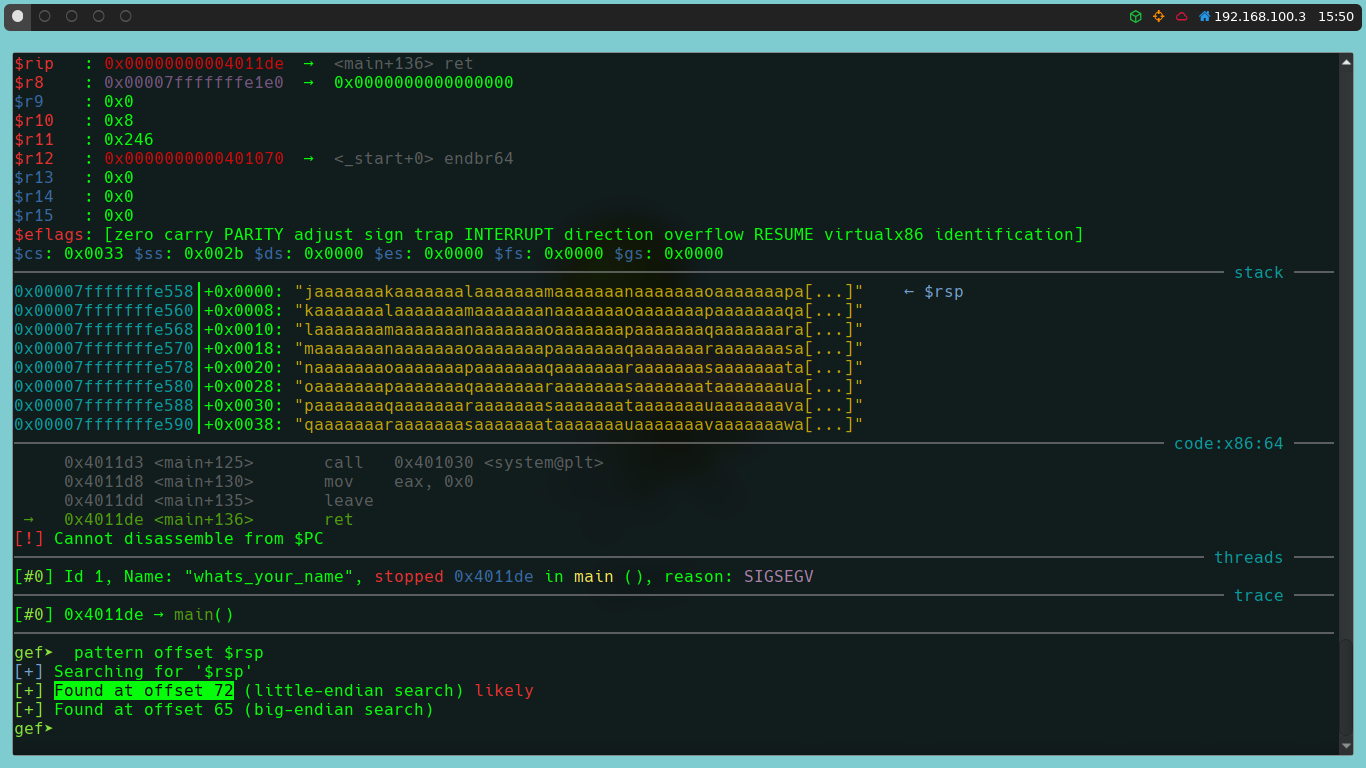 192.168.100.3 15:50
$rip : 0x00000000004011de → <main+136> ret
$r8 : 0x00007fffffffe1e0 → 0x0000000000000000
$r9 : 0x0
$r10 : 0x8
$r11 : 0x246
$r12 : 0x0000000000401070 → <_start+0> endbr64
$r13 : 0x0
$r14 : 0x0
$r15 : 0x0
$eflags: [zero carry PARITY adjust sign trap INTERRUPT direction overflow RESUME virtualx86 identification]
$cs: 0x0033 $ss: 0x002b $ds: 0x0000 $es: 0x0000 $fs: 0x0000 $gs: 0x0000
stack
0x00007fffffffe558│+0x0000: "jaaaaaaakaaaaaaalaaaaaaamaaaaaaanaaaaaaaoaaaaaaapa[...]" ← $rsp
0x00007fffffffe560│+0x0008: "kaaaaaaalaaaaaaamaaaaaaanaaaaaaaoaaaaaaapaaaaaaaqa[...]"
0x00007fffffffe568│+0x0010: "laaaaaaamaaaaaaanaaaaaaaoaaaaaaapaaaaaaaqaaaaaaara[...]"
0x00007fffffffe570│+0x0018: "maaaaaaanaaaaaaaoaaaaaaapaaaaaaaqaaaaaaaraaaaaaasa[...]"
0x00007fffffffe578│+0x0020: "naaaaaaaoaaaaaaapaaaaaaaqaaaaaaaraaaaaaasaaaaaaata[...]"
0x00007fffffffe580│+0x0028: "oaaaaaaapaaaaaaaqaaaaaaaraaaaaaasaaaaaaataaaaaaaua[...]"
0x00007fffffffe588│+0x0030: "paaaaaaaqaaaaaaaraaaaaaasaaaaaaataaaaaaauaaaaaaava[...]"
0x00007fffffffe590│+0x0038: "qaaaaaaaraaaaaaasaaaaaaataaaaaaauaaaaaaavaaaaaaawa[...]"
code:x86:64
0x4011d3 <main+125> call 0x401030 <system@plt>
0x4011d8 <main+130> mov eax, 0x0
0x4011dd <main+135> leave
→ 0x4011de <main+136> ret
[!] Cannot disassemble from $PC
threads
[#0] Id 1, Name: "whats_your_name", stopped 0x4011de in main (), reason: SIGSEGV
trace
[#0] 0x4011de → main()
gef➤ pattern offset $rsp
[+] Searching for '$rsp'
[+] Found at offset 72 (little-endian search) likely
[+] Found at offset 65 (big-endian search)
gef➤